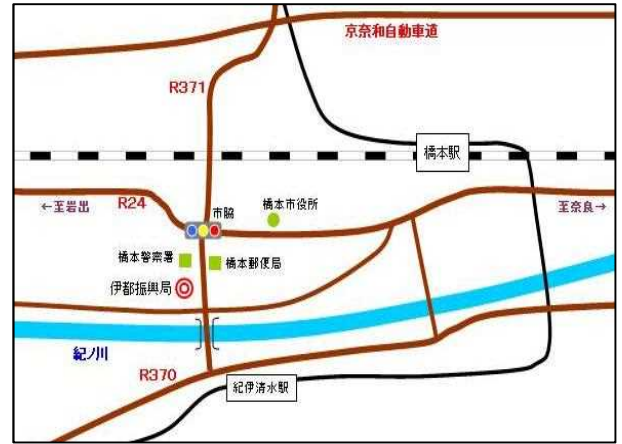 京奈和自動車道
R371
橋本駅
←至岩出
R24
市脇
橋本市役所
至奈良→
橋本警察署
橋本郵便局
伊都振興局
紀ノ川
R370
紀伊清水駅